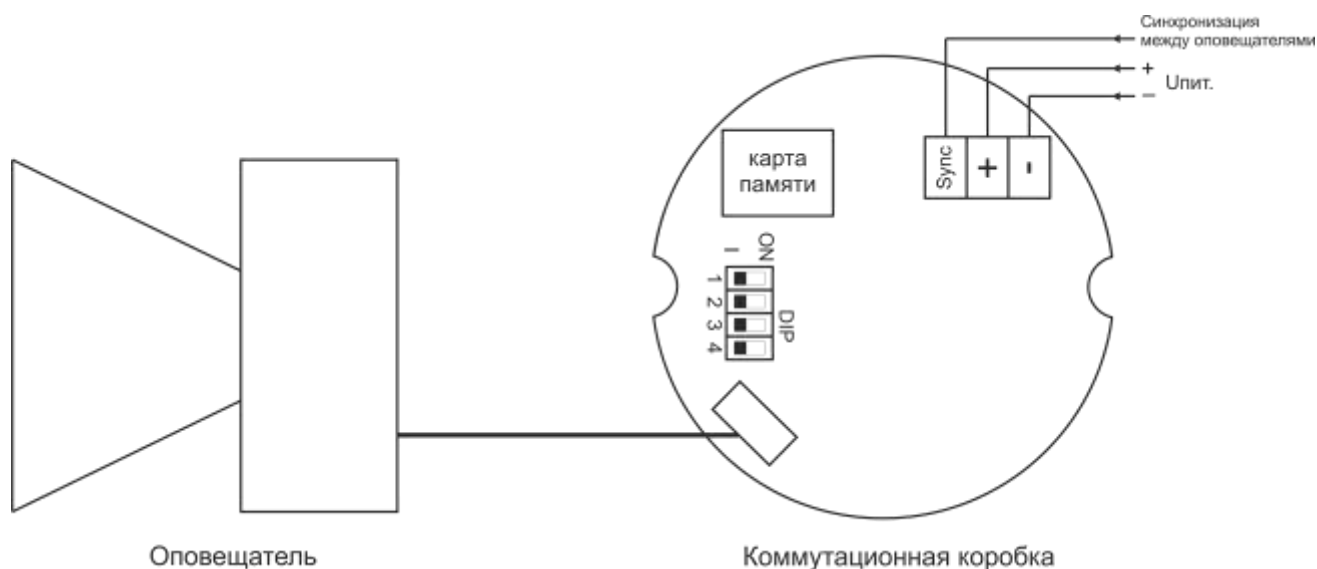 Синхронизация
между оповещателями
+
Uпит.
–
Sync + -
карта
памяти
I ON
1
2
3
4
DIP
Оповещатель
Коммутационная коробка